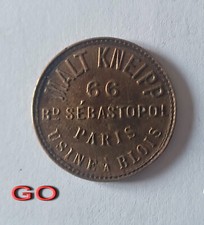 MALT KNEIPP
66
BD SÉBASTOPOL
PARIS
USINE À BLOIS
GO